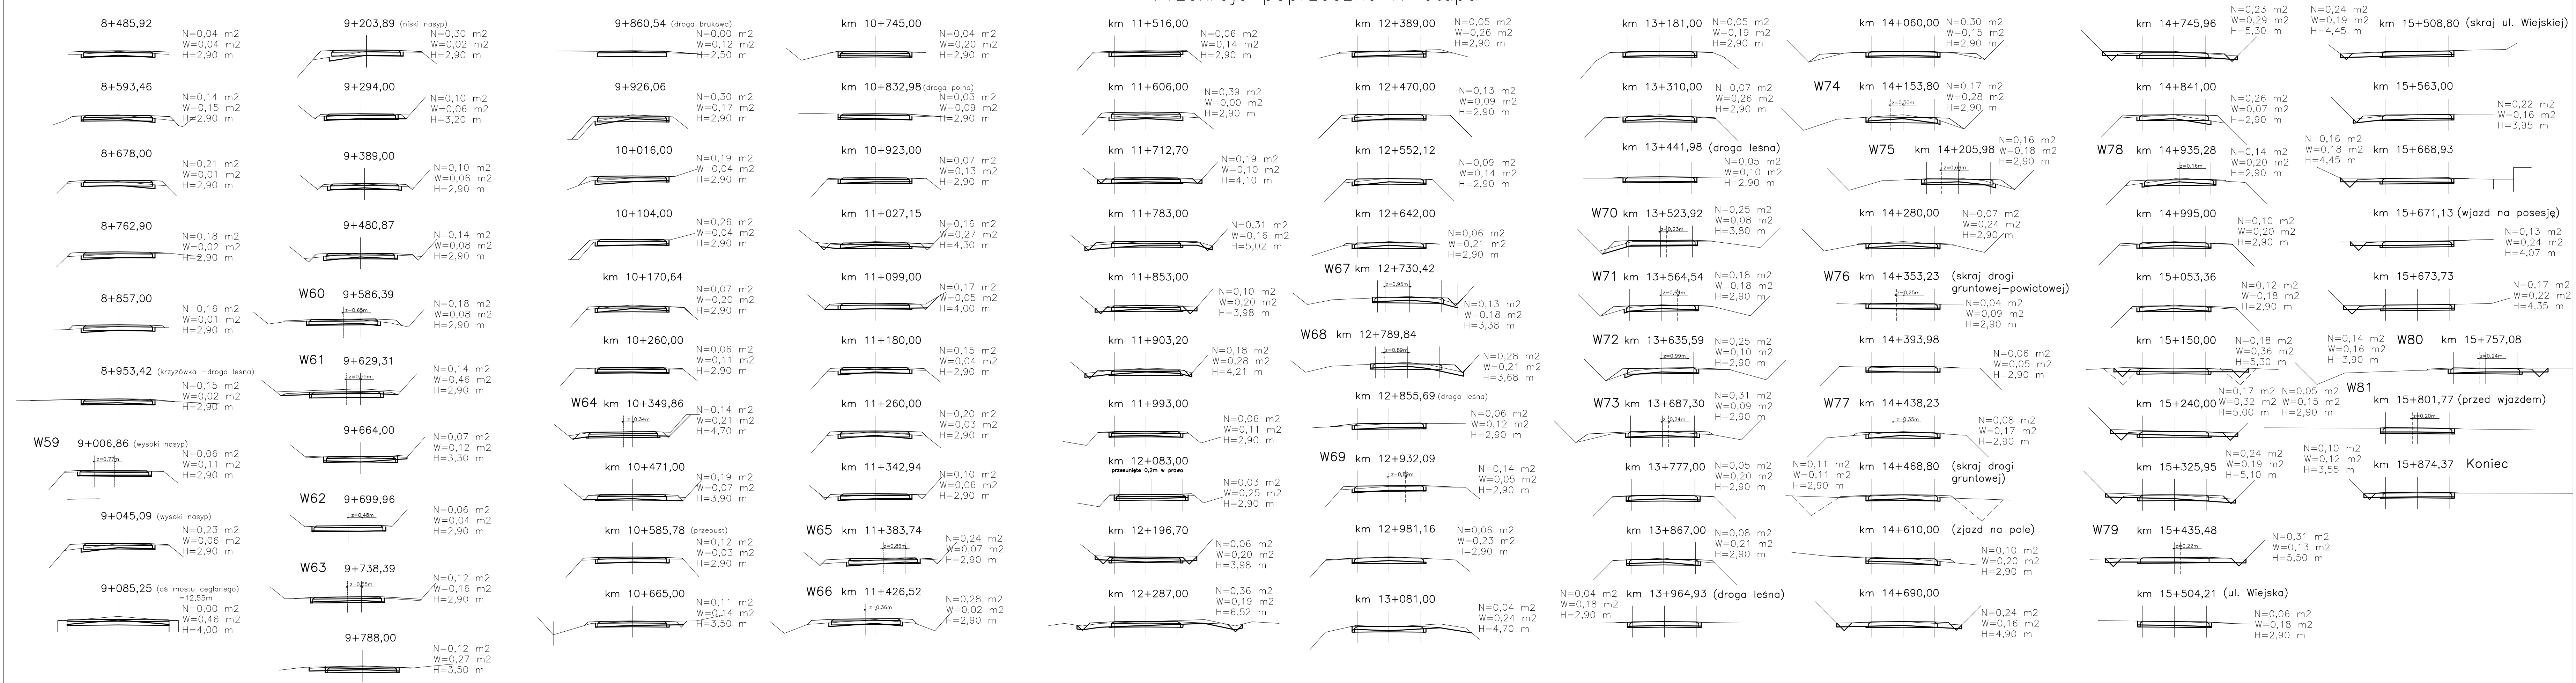 8+485,92
N=0,04 m2
W=0,04 m2
H=2,90 m
8+593,46
N=0,14 m2
W=0,15 m2
H=2,90 m
8+678,00
N=0,21 m2
W=0,01 m2
H=2,90 m
8+762,90
N=0,18 m2
W=0,02 m2
H=2,90 m
8+857,00
N=0,16 m2
W=0,01 m2
H=2,90 m
8+953,42 (krzyżówka -droga leśna)
N=0,15 m2
W=0,02 m2
H=2,90 m
W59 9+006,86 (wysoki nasyp)
z=0,77m
N=0,06 m2
W=0,11 m2
H=2,90 m
9+045,09 (wysoki nasyp)
N=0,23 m2
W=0,06 m2
H=2,90 m
9+085,25 (oś mostu ceglanego)
l=12,55m
N=0,00 m2
W=0,46 m2
H=4,00 m
9+203,89 (niski nasyp)
N=0,30 m2
W=0,02 m2
H=2,90 m
9+294,00
N=0,10 m2
W=0,06 m2
H=3,20 m
9+389,00
N=0,10 m2
W=0,06 m2
H=2,90 m
9+480,87
N=0,14 m2
W=0,08 m2
H=2,90 m
W60 9+586,39
N=0,18 m2
W=0,08 m2
H=2,90 m
W61 9+629,31
N=0,14 m2
W=0,46 m2
H=2,90 m
9+664,00
N=0,07 m2
W=0,12 m2
H=3,30 m
W62 9+699,96
z=0,48m
N=0,06 m2
W=0,04 m2
H=2,90 m
W63 9+738,39
N=0,12 m2
W=0,16 m2
H=2,90 m
9+788,00
N=0,12 m2
W=0,27 m2
H=3,50 m
9+860,54 (droga brukowa)
N=0,00 m2
W=0,12 m2
H=2,50 m
9+926,06
N=0,30 m2
W=0,17 m2
H=2,90 m
10+016,00
N=0,19 m2
W=0,04 m2
H=2,90 m
10+104,00
N=0,26 m2
W=0,04 m2
H=2,90 m
km 10+170,64
N=0,07 m2
W=0,20 m2
H=2,90 m
km 10+260,00
N=0,06 m2
W=0,11 m2
H=2,90 m
W64 km 10+349,86
z=0,34m
N=0,14 m2
W=0,21 m2
H=4,70 m
km 10+471,00
N=0,19 m2
W=0,07 m2
H=3,90 m
km 10+585,78 (przepust)
N=0,12 m2
W=0,03 m2
H=2,90 m
km 10+665,00
N=0,11 m2
W=0,14 m2
H=3,50 m
km 10+745,00
N=0,04 m2
W=0,20 m2
H=2,90 m
km 10+832,98 (droga polna)
N=0,03 m2
W=0,09 m2
H=2,90 m
km 10+923,00
N=0,07 m2
W=0,13 m2
H=2,90 m
km 11+027,15
N=0,16 m2
W=0,27 m2
H=4,30 m
km 11+099,00
N=0,17 m2
W=0,05 m2
H=4,00 m
km 11+180,00
N=0,15 m2
W=0,04 m2
H=2,90 m
km 11+260,00
N=0,20 m2
W=0,03 m2
H=2,90 m
km 11+342,94
N=0,10 m2
W=0,06 m2
H=2,90 m
W65 km 11+383,74
N=0,24 m2
W=0,07 m2
H=2,90 m
W66 km 11+426,52
z=0,36m
N=0,28 m2
W=0,02 m2
H=2,90 m
km 11+516,00
N=0,06 m2
W=0,14 m2
H=2,90 m
km 11+606,00
N=0,39 m2
W=0,00 m2
H=2,90 m
km 11+712,70
N=0,19 m2
W=0,10 m2
H=4,10 m
km 11+783,00
N=0,31 m2
W=0,16 m2
H=5,02 m
km 11+853,00
N=0,10 m2
W=0,20 m2
H=3,98 m
km 11+903,20
N=0,18 m2
W=0,28 m2
H=4,21 m
km 11+993,00
N=0,06 m2
W=0,11 m2
H=2,90 m
km 12+083,00
przesunięte 0,2m w prawo
N=0,03 m2
W=0,25 m2
H=2,90 m
km 12+196,70
N=0,06 m2
W=0,20 m2
H=3,98 m
km 12+287,00
N=0,36 m2
W=0,19 m2
H=6,52 m
km 12+389,00
N=0,05 m2
W=0,26 m2
H=2,90 m
km 12+470,00
N=0,13 m2
W=0,09 m2
H=2,90 m
km 12+552,12
N=0,09 m2
W=0,14 m2
H=2,90 m
km 12+642,00
N=0,06 m2
W=0,21 m2
H=2,90 m
W67 km 12+730,42
z=0,95m
N=0,13 m2
W=0,18 m2
H=3,38 m
W68 km 12+789,84
z=0,89m
N=0,28 m2
W=0,21 m2
H=3,68 m
km 12+855,69 (droga leśna)
N=0,06 m2
W=0,12 m2
H=2,90 m
W69 km 12+932,09
N=0,14 m2
W=0,05 m2
H=2,90 m
km 12+981,16
N=0,06 m2
W=0,23 m2
H=2,90 m
km 13+081,00
N=0,04 m2
W=0,24 m2
H=4,70 m
km 13+181,00
N=0,05 m2
W=0,19 m2
H=2,90 m
km 13+310,00
N=0,07 m2
W=0,26 m2
H=2,90 m
km 13+441,98 (droga leśna)
N=0,05 m2
W=0,10 m2
H=2,90 m
W70 km 13+523,92
z=0,23m
N=0,25 m2
W=0,08 m2
H=3,80 m
W71 km 13+564,54
N=0,18 m2
W=0,18 m2
H=2,90 m
W72 km 13+635,59
z=0,99m
N=0,25 m2
W=0,10 m2
H=2,90 m
W73 km 13+687,30
z=0,24m
N=0,31 m2
W=0,09 m2
H=2,90 m
km 13+777,00
N=0,05 m2
W=0,20 m2
H=2,90 m
km 13+867,00
N=0,08 m2
W=0,21 m2
H=2,90 m
km 13+964,93 (droga leśna)
N=0,04 m2
W=0,18 m2
H=2,90 m
km 14+060,00
N=0,30 m2
W=0,15 m2
H=2,90 m
W74 km 14+153,80
N=0,17 m2
W=0,28 m2
H=2,90 m
W75 km 14+205,98
N=0,16 m2
W=0,18 m2
H=2,90 m
km 14+280,00
N=0,07 m2
W=0,24 m2
H=2,90 m
W76 km 14+353,23 (skraj drogi
gruntowej-powiatowej)
z=0,25m
N=0,04 m2
W=0,09 m2
H=2,90 m
km 14+393,98
N=0,06 m2
W=0,05 m2
H=2,90 m
W77 km 14+438,23
z=0,35m
N=0,08 m2
W=0,17 m2
H=2,90 m
km 14+468,80 (skraj drogi
gruntowej)
N=0,11 m2
W=0,11 m2
H=2,90 m
km 14+610,00 (zjazd na pole)
N=0,10 m2
W=0,20 m2
H=2,90 m
km 14+690,00
N=0,24 m2
W=0,16 m2
H=4,90 m
km 14+745,96
N=0,23 m2
W=0,29 m2
H=5,30 m
km 14+841,00
N=0,26 m2
W=0,07 m2
H=2,90 m
W78 km 14+935,28
z=0,16m
N=0,14 m2
W=0,20 m2
H=2,90 m
km 14+995,00
N=0,10 m2
W=0,20 m2
H=2,90 m
km 15+053,36
N=0,12 m2
W=0,18 m2
H=2,90 m
km 15+150,00
N=0,18 m2
W=0,36 m2
H=5,30 m
km 15+240,00
N=0,17 m2
W=0,32 m2
H=5,00 m
km 15+325,95
N=0,24 m2
W=0,19 m2
H=5,10 m
W79 km 15+435,48
z=0,22m
N=0,31 m2
W=0,13 m2
H=5,50 m
km 15+504,21 (ul. Wiejska)
N=0,06 m2
W=0,18 m2
H=2,90 m
N=0,24 m2
W=0,19 m2
H=4,45 m
km 15+508,80 (skraj ul. Wiejskiej)
km 15+563,00
N=0,22 m2
W=0,16 m2
H=3,95 m
N=0,16 m2
W=0,18 m2
H=4,45 m
km 15+668,93
km 15+671,13 (wjazd na posesję)
N=0,13 m2
W=0,24 m2
H=4,07 m
km 15+673,73
N=0,17 m2
W=0,22 m2
H=4,35 m
N=0,14 m2
W=0,16 m2
H=3,90 m
W80 km 15+757,08
z=0,24m
N=0,05 m2
W=0,15 m2
H=2,90 m
W81
km 15+801,77 (przed wjazdem)
z=0,20m
N=0,10 m2
W=0,12 m2
H=3,55 m
km 15+874,37 Koniec